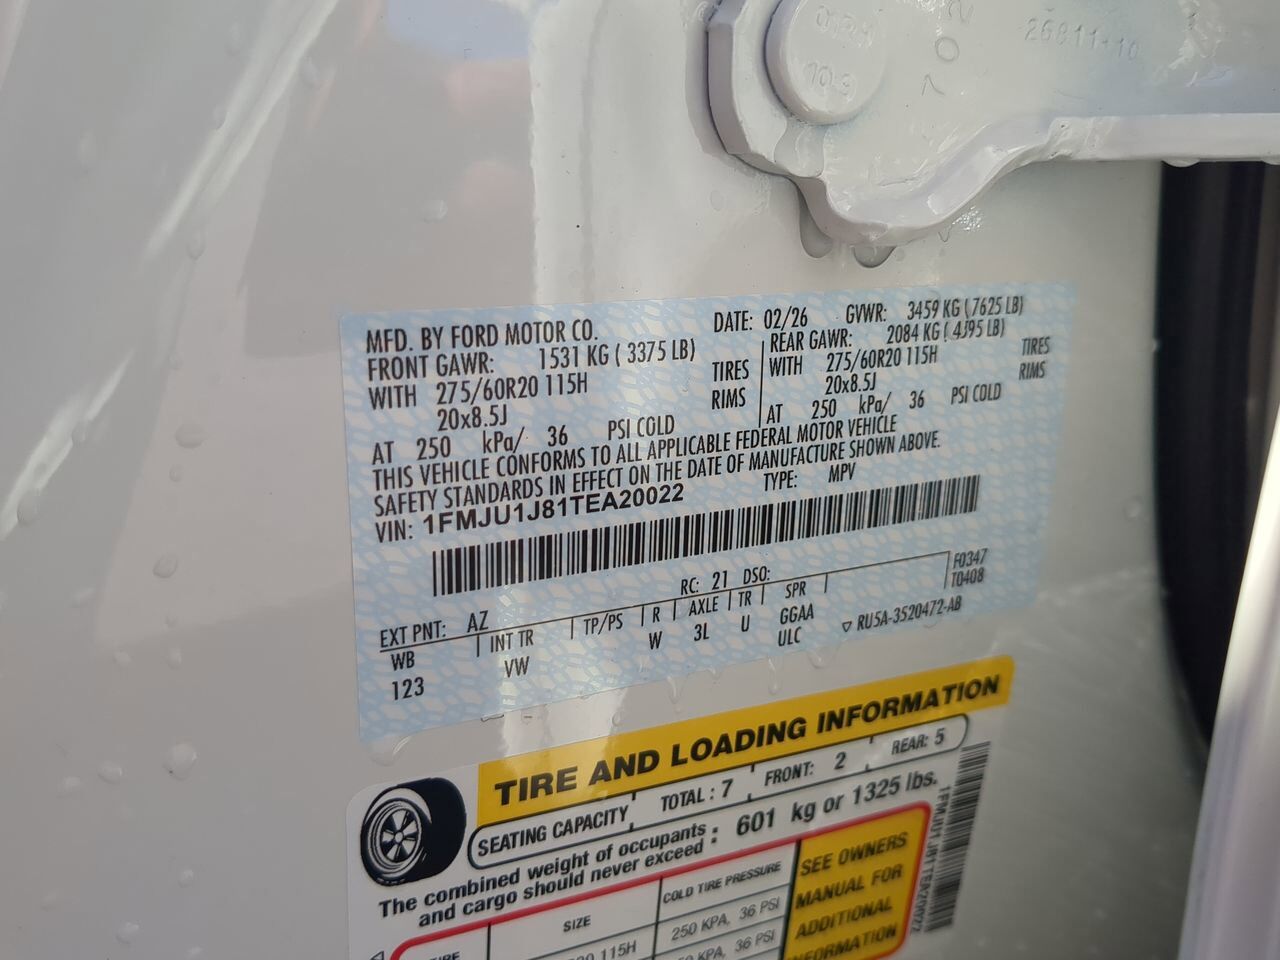 26811-10
MFD. BY FORD MOTOR CO.
DATE: 02/26 GVWR: 3459 KG ( 7625 LB)
FRONT GAWR: 1531 KG ( 3375 LB)
WITH 275/60R20 115H TIRES
20x8.5J RIMS
AT 250 kPa/ 36 PSI COLD
REAR GAWR: 2084 KG ( 4595 LB)
WITH 275/60R20 115H TIRES
20x8.5J RIMS
AT 250 kPa/ 36 PSI COLD
THIS VEHICLE CONFORMS TO ALL APPLICABLE FEDERAL MOTOR VEHICLE
SAFETY STANDARDS IN EFFECT ON THE DATE OF MANUFACTURE SHOWN ABOVE.
VIN: 1FMJU1J81TEA20022 TYPE: MPV
EXT PNT: AZ RC: 21 DSO: F0347
T0408
WB INT TR TP/PS R AXLE TR SPR
123 VW W 3L U GGAA
ULC ▽ RU5A-3520472-AB
TIRE AND LOADING INFORMATION
SEATING CAPACITY TOTAL : 7 FRONT: 2 REAR: 5
The combined weight of occupants
and cargo should never exceed : 601 kg or 1325 lbs.
SIZE COLD TIRE PRESSURE
115H 250 KPA, 36 PSI
KPA, 36 PSI
SEE OWNERS
MANUAL FOR
ADDITIONAL
INFORMATION
1FMJU1J81TEA20022